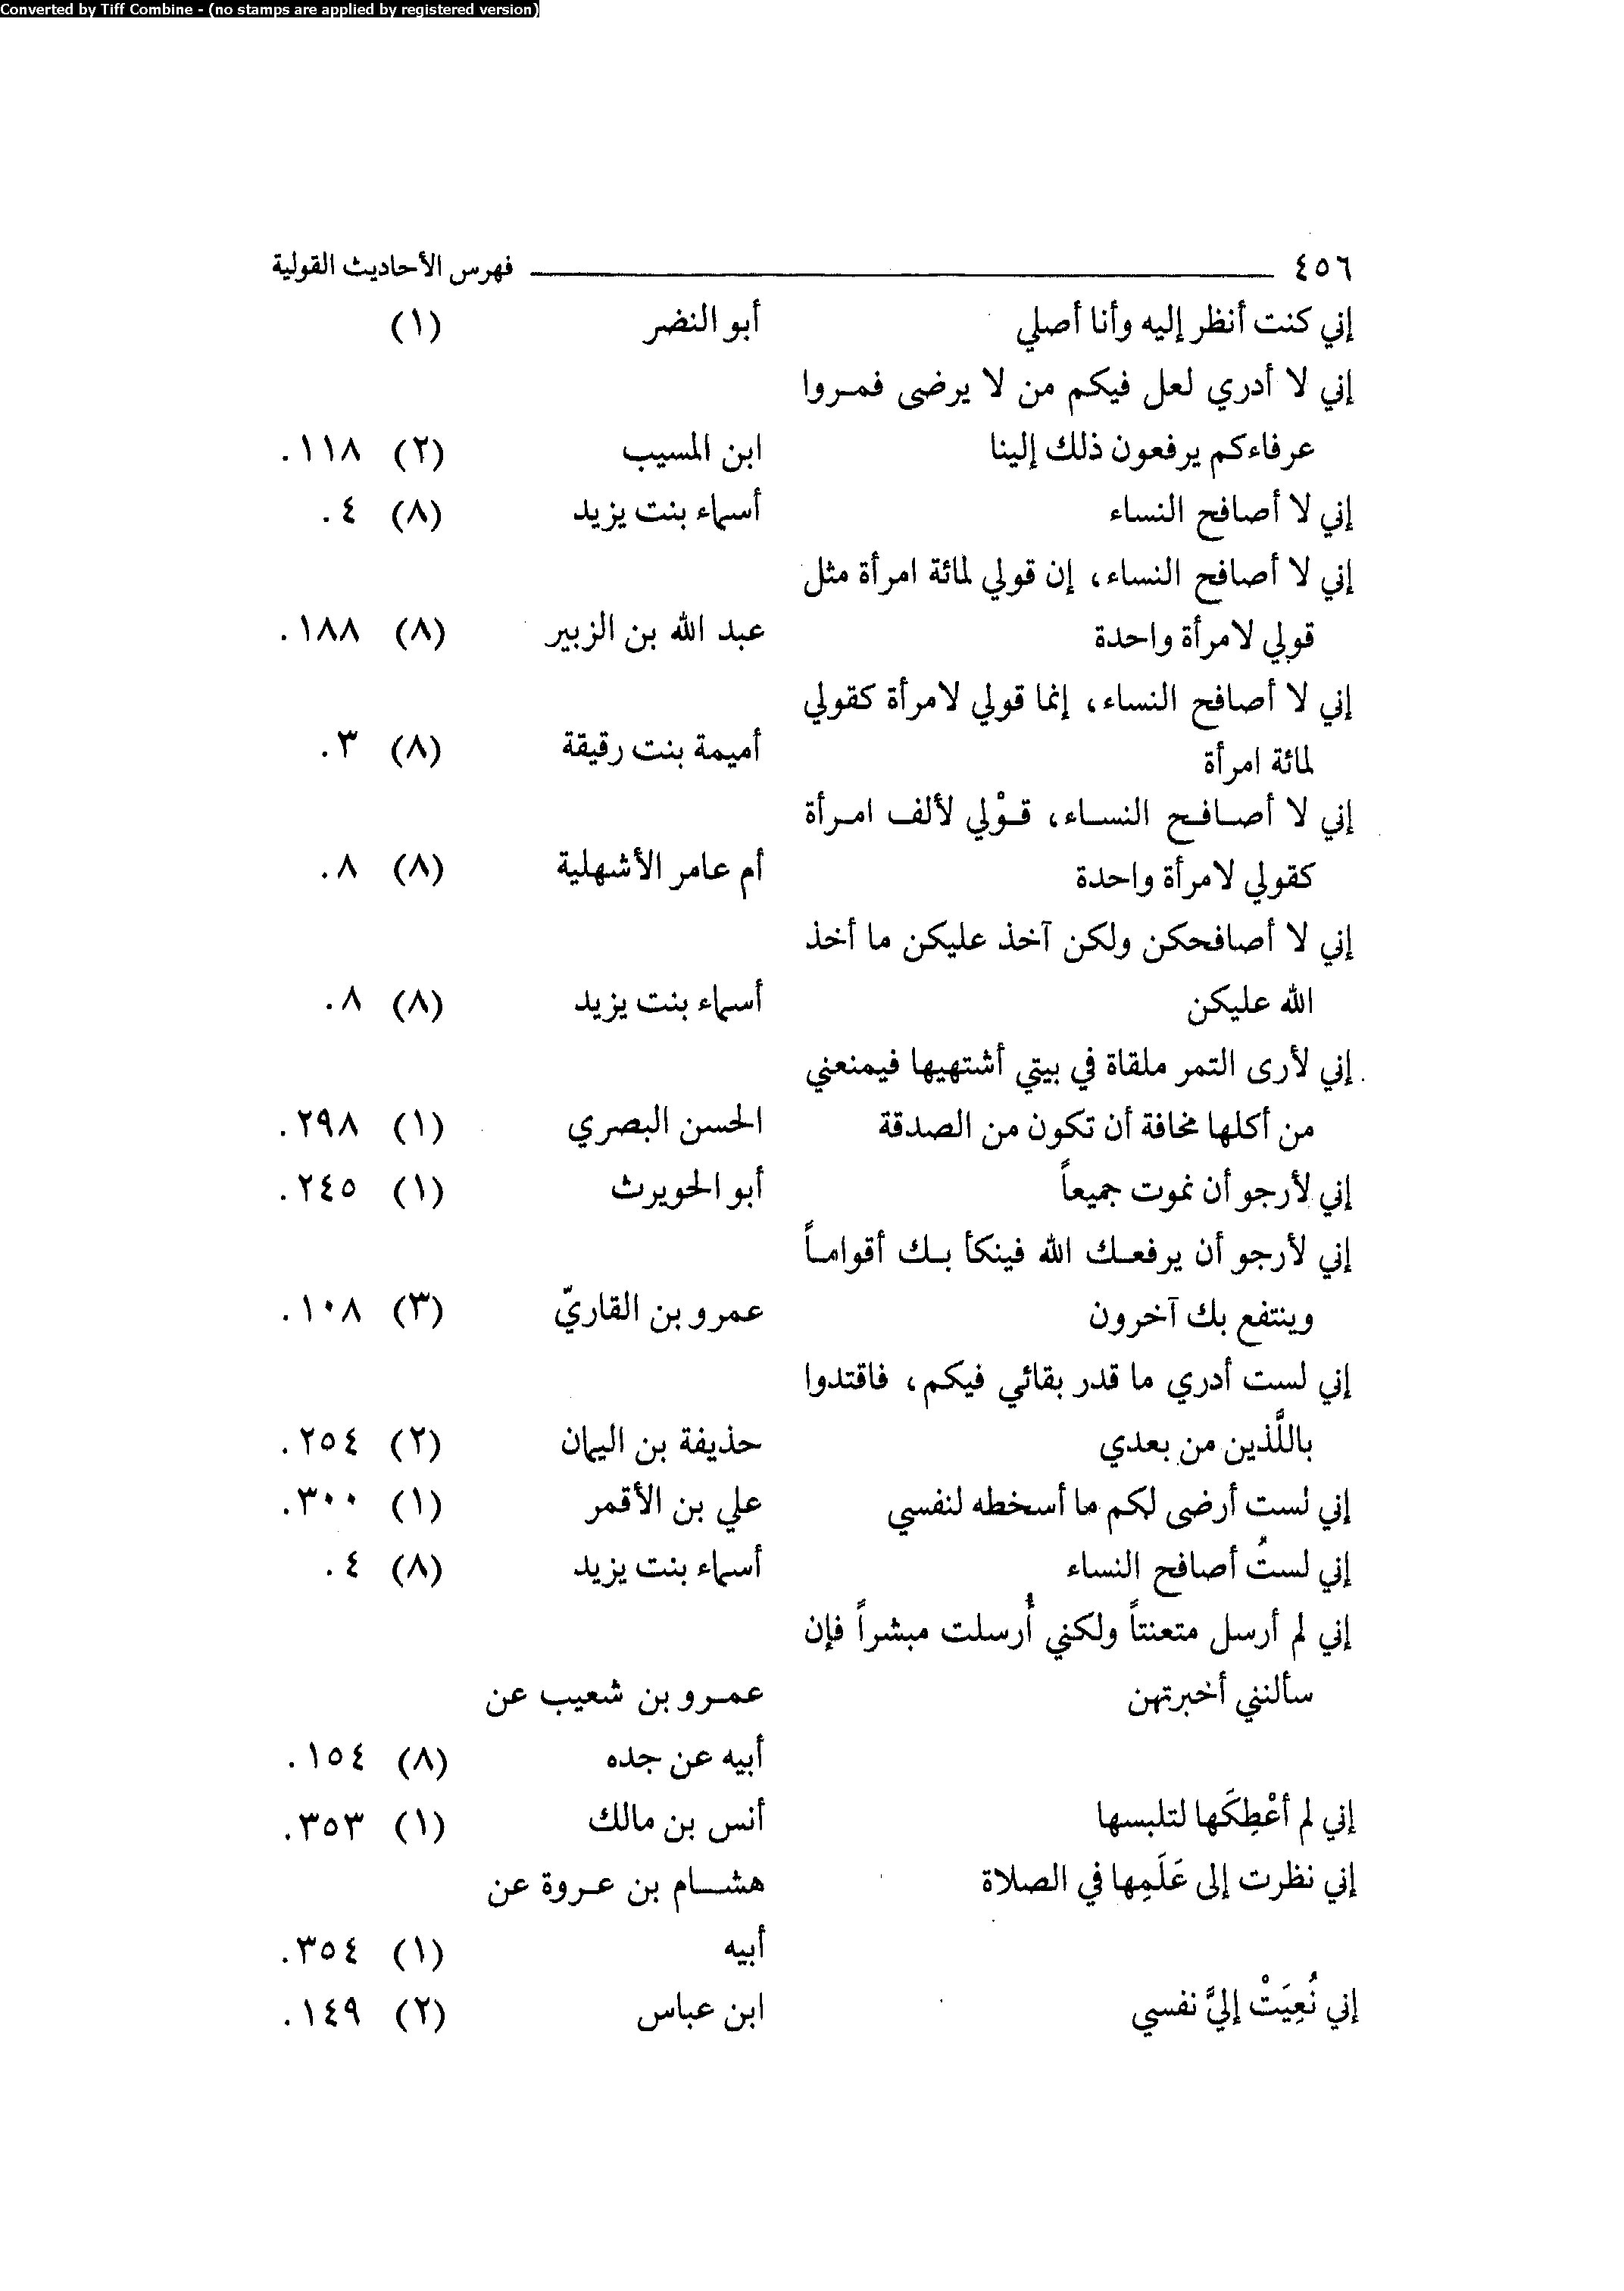 Converted by Tiff Combine - (no stamps are applied by registered version)
٤٥٦ فهرس الأحاديث القولية
إني كنت أنظر إليه وأنا أصلي أبو النضر (١)
إني لا أدري لعل فيكم من لا يرضى فمروا
عرفاءكم يرفعون ذلك إلينا ابن المسيب (٢) ١١٨.
إني لا أصافح النساء أسماء بنت يزيد (٨) ٤.
إني لا أصافح النساء، إن قولي لمائة امرأة مثل
قولي لامرأة واحدة عبد الله بن الزبير (٨) ١٨٨.
إني لا أصافح النساء، إنما قولي لامرأة كقولي
لمائة امرأة أميمة بنت رقيقة (٨) ٣.
إني لا أصافح النساء، قوْلي لألف امرأة
كقولي لامرأة واحدة أم عامر الأشهلية (٨) ٨.
إني لا أصافحكن ولكن آخذ عليكن ما أخذ
الله عليكن أسماء بنت يزيد (٨) ٨.
إني لأرى التمر ملقاة في بيتي أشتهيها فيمنعني
من أكلها مخافة أن تكون من الصدقة الحسن البصري (١) ٢٩٨.
إني لأرجو أن نموت جميعاً أبو الحويرث (١) ٢٤٥.
إني لأرجو أن يرفعك الله فينكأ بك أقواماً
وينتفع بك آخرون عمرو بن القاريّ (٣) ١٠٨.
إني لست أدري ما قدر بقائي فيكم، فاقتدوا
باللَّذين من بعدي حذيفة بن اليمان (٢) ٢٥٤.
إني لست أرضى لكم ما أسخطه لنفسي علي بن الأقمر (١) ٣٠٠.
إني لستُ أصافح النساء أسماء بنت يزيد (٨) ٤.
إني لم أرسل متعنتاً ولكني أُرسلت مبشراً فإن
سألنني أخبرتهن عمرو بن شعيب عن
أبيه عن جده (٨) ١٥٤.
إني لم أعْطِكَها لتلبسها أنس بن مالك (١) ٣٥٣.
إني نظرت إلى عَلَمِها في الصلاة هشام بن عروة عن
أبيه (١) ٣٥٤.
إني نُعِيَتْ إليَّ نفسي ابن عباس (٢) ١٤٩.